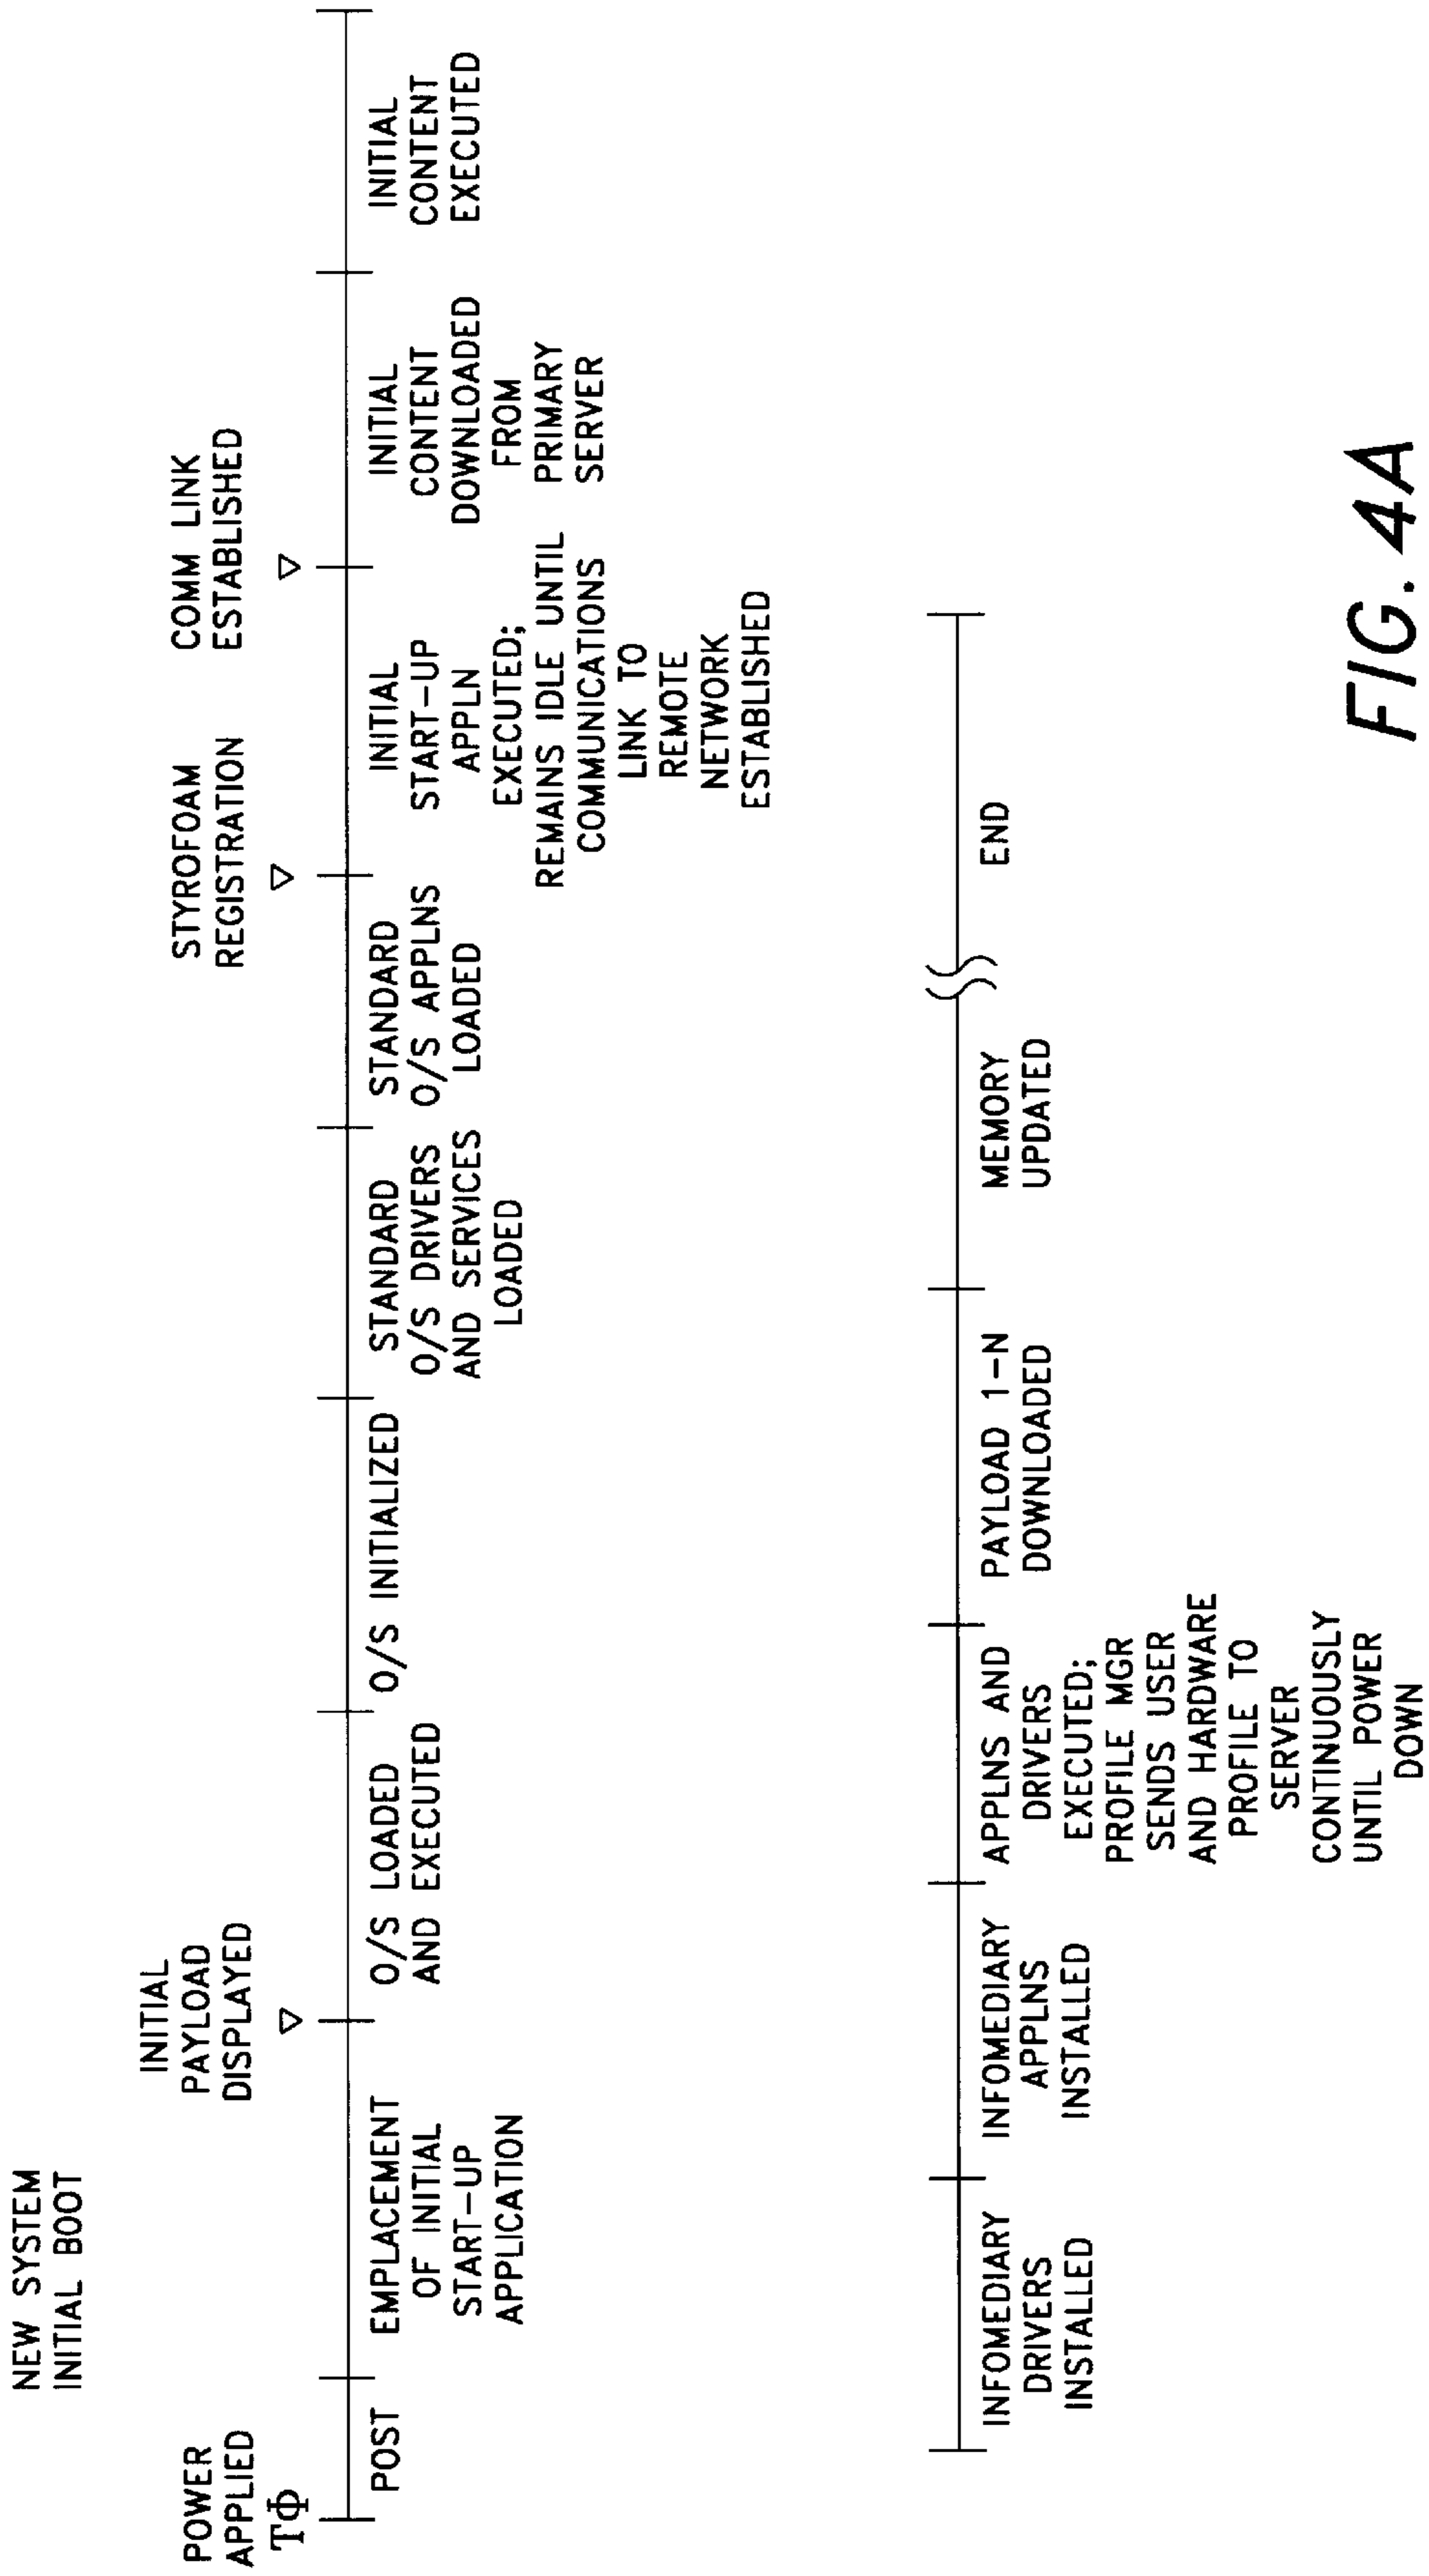 NEW SYSTEM
INITIAL BOOT
POWER
APPLIED
TΦ
INITIAL
PAYLOAD
DISPLAYED
STYROFOAM
REGISTRATION
COMM LINK
ESTABLISHED
POST
EMPLACEMENT
OF INITIAL
START-UP
APPLICATION
O/S LOADED
AND EXECUTED
O/S INITIALIZED
STANDARD
O/S DRIVERS
AND SERVICES
LOADED
STANDARD
O/S APPLNS
LOADED
INITIAL
START-UP
APPLN
EXECUTED;
REMAINS IDLE UNTIL
COMMUNICATIONS
LINK TO
REMOTE
NETWORK
ESTABLISHED
INITIAL
CONTENT
DOWNLOADED
FROM
PRIMARY
SERVER
INITIAL
CONTENT
EXECUTED
INFOMEDIARY
DRIVERS
INSTALLED
INFOMEDIARY
APPLNS
INSTALLED
APPLNS AND
DRIVERS
EXECUTED;
PROFILE MGR
SENDS USER
AND HARDWARE
PROFILE TO
SERVER
CONTINUOUSLY
UNTIL POWER
DOWN
PAYLOAD 1-N
DOWNLOADED
MEMORY
UPDATED
END
FIG. 4A